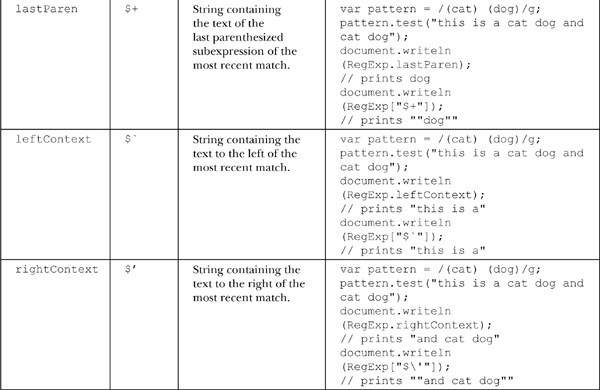 lastParen
$+
String containing
the text of the
last parenthesized
subexpression of the
most recent match.
var pattern = /(cat) (dog)/g;
pattern.test("this is a cat dog and
cat dog");
document.writeln
(RegExp.lastParen);
// prints dog
document.writeln
(RegExp["$+"]);
// prints ""dog""
leftContext
$`
String containing the
text to the left of the
most recent match.
var pattern = /(cat) (dog)/g;
pattern.test("this is a cat dog and
cat dog");
document.writeln
(RegExp.leftContext);
// prints "this is a"
document.writeln
(RegExp["$`"]);
// prints "this is a"
rightContext
$’
String containing the
text to the right of the
most recent match.
var pattern = /(cat) (dog)/g;
pattern.test("this is a cat dog and
cat dog");
document.writeln
(RegExp.rightContext);
// prints "and cat dog"
document.writeln
(RegExp["$\'"]);
// prints ""and cat dog""